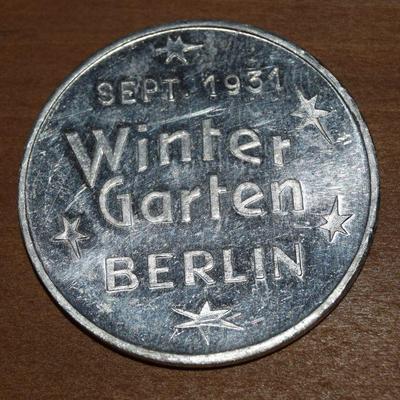 SEPT. 1931
Winter
Garten
BERLIN